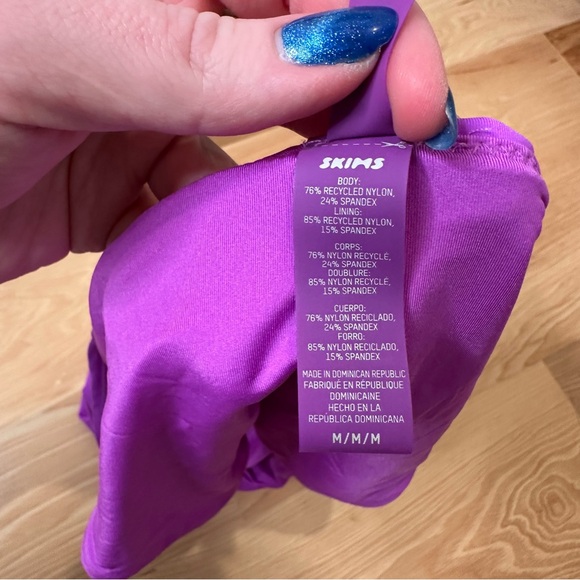 SKIMS
BODY:
76% RECYCLED NYLON,
24% SPANDEX
LINING:
85% RECYCLED NYLON,
15% SPANDEX
CORPS:
76% NYLON RECYCLÉ,
24% SPANDEX
DOUBLURE:
85% NYLON RECYCLÉ,
15% SPANDEX
CUERPO:
76% NYLON RECICLADO,
24% SPANDEX
FORRO:
85% NYLON RECICLADO,
15% SPANDEX
MADE IN DOMINICAN REPUBLIC
FABRIQUÉ EN RÉPUBLIQUE
DOMINICAINE
HECHO EN LA
REPÚBLICA DOMINICANA
M/M/M